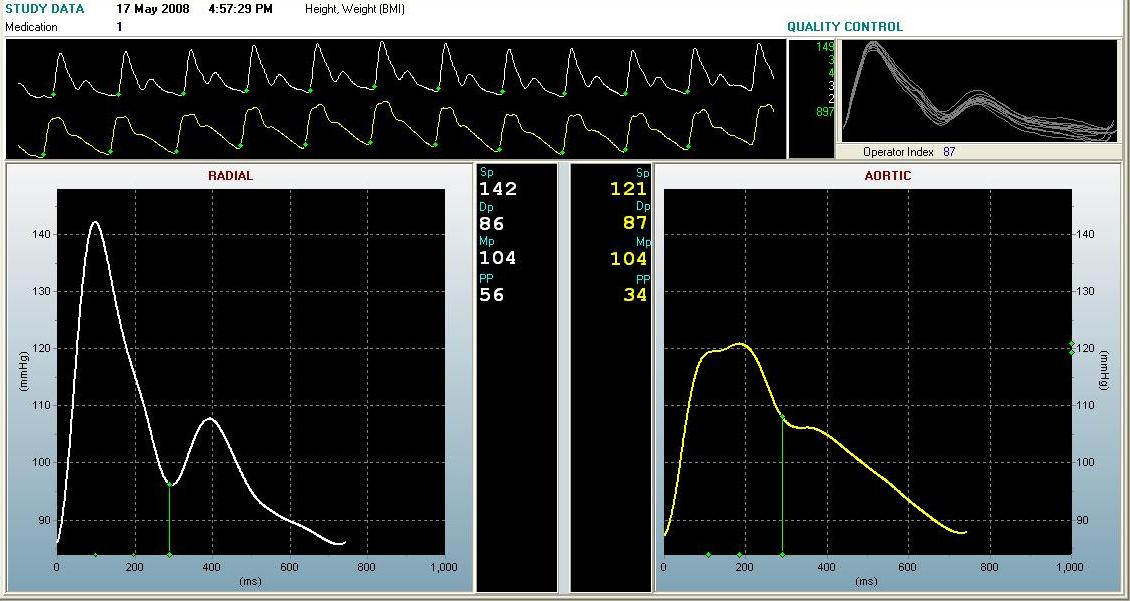 STUDY DATA 17 May 2008 4:57:29 PM Height, Weight (BMI)
Medication 1
QUALITY CONTROL
149
3
4
3
2
897
Operator Index 87
RADIAL
Sp
142
Dp
86
Mp
104
PP
56
Sp
121
Dp
87
Mp
104
PP
34
AORTIC
140
130
120
110
100
90
(mmHg)
0 200 400 600 800 1,000
(ms)
140
130
120
110
100
90
(mmHg)
0 200 400 600 800 1,000
(ms)